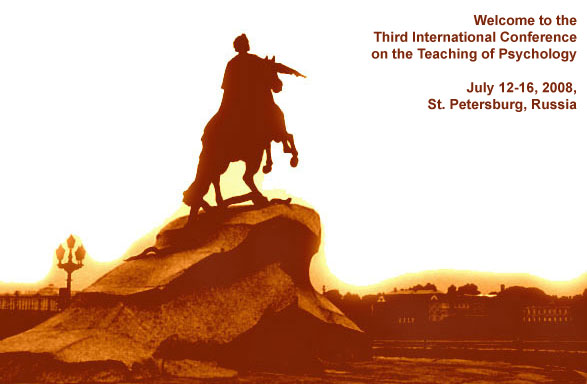 Welcome to the
Third International Conference
on the Teaching of Psychology
July 12-16, 2008,
St. Petersburg, Russia